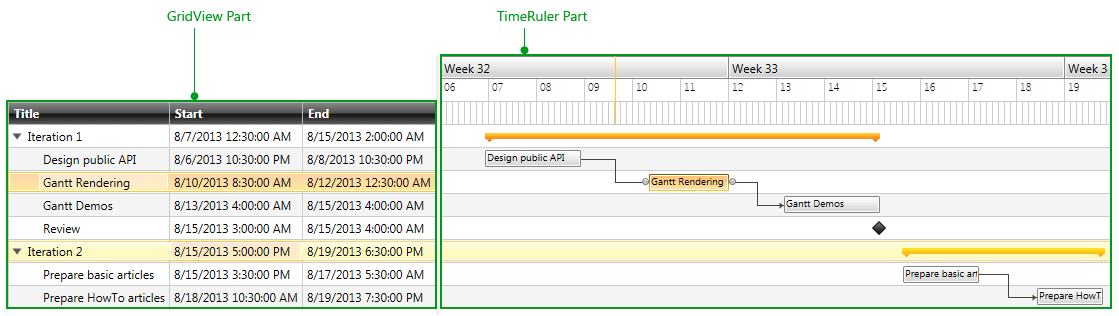 GridView Part TimeRuler Part
Week 32 Week 33 Week 3
06 07 08 09 10 11 12 13 14 15 16 17 18 19
Title Start End
Iteration 1 8/7/2013 12:30:00 AM 8/15/2013 2:00:00 AM
Design public API 8/6/2013 10:30:00 PM 8/8/2013 10:30:00 PM Design public API
Gantt Rendering 8/10/2013 8:30:00 AM 8/12/2013 12:30:00 AM Gantt Rendering
Gantt Demos 8/13/2013 4:00:00 AM 8/15/2013 4:00:00 AM Gantt Demos
Review 8/15/2013 3:00:00 AM 8/15/2013 4:00:00 AM
Iteration 2 8/15/2013 5:00:00 PM 8/19/2013 6:30:00 PM
Prepare basic articles 8/15/2013 3:30:00 PM 8/17/2013 5:30:00 AM Prepare basic art
Prepare HowTo articles 8/18/2013 10:30:00 AM 8/19/2013 7:30:00 PM Prepare HowT